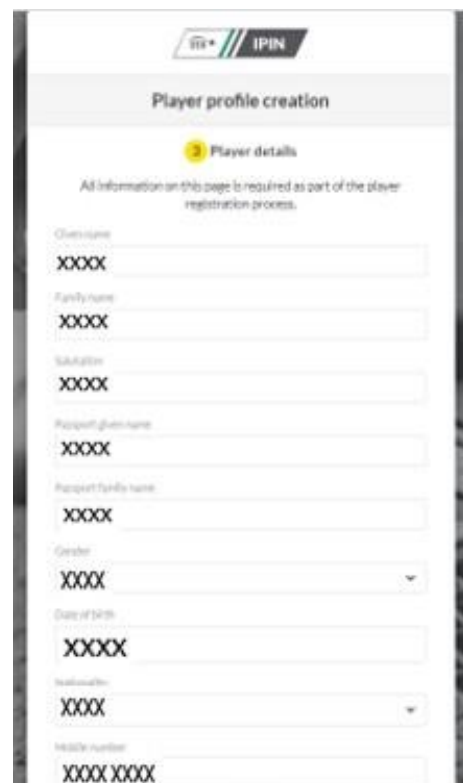 IPIN
Player profile creation
Player details
All information on this page is required as part of the player
registration process.
Given name
XXXX
Family name
XXXX
Salutation
XXXX
Passport given name
XXXX
Passport family name
XXXX
Gender
XXXX
Date of birth
XXXX
Nationality
XXXX
Mobile number
XXXX XXXX